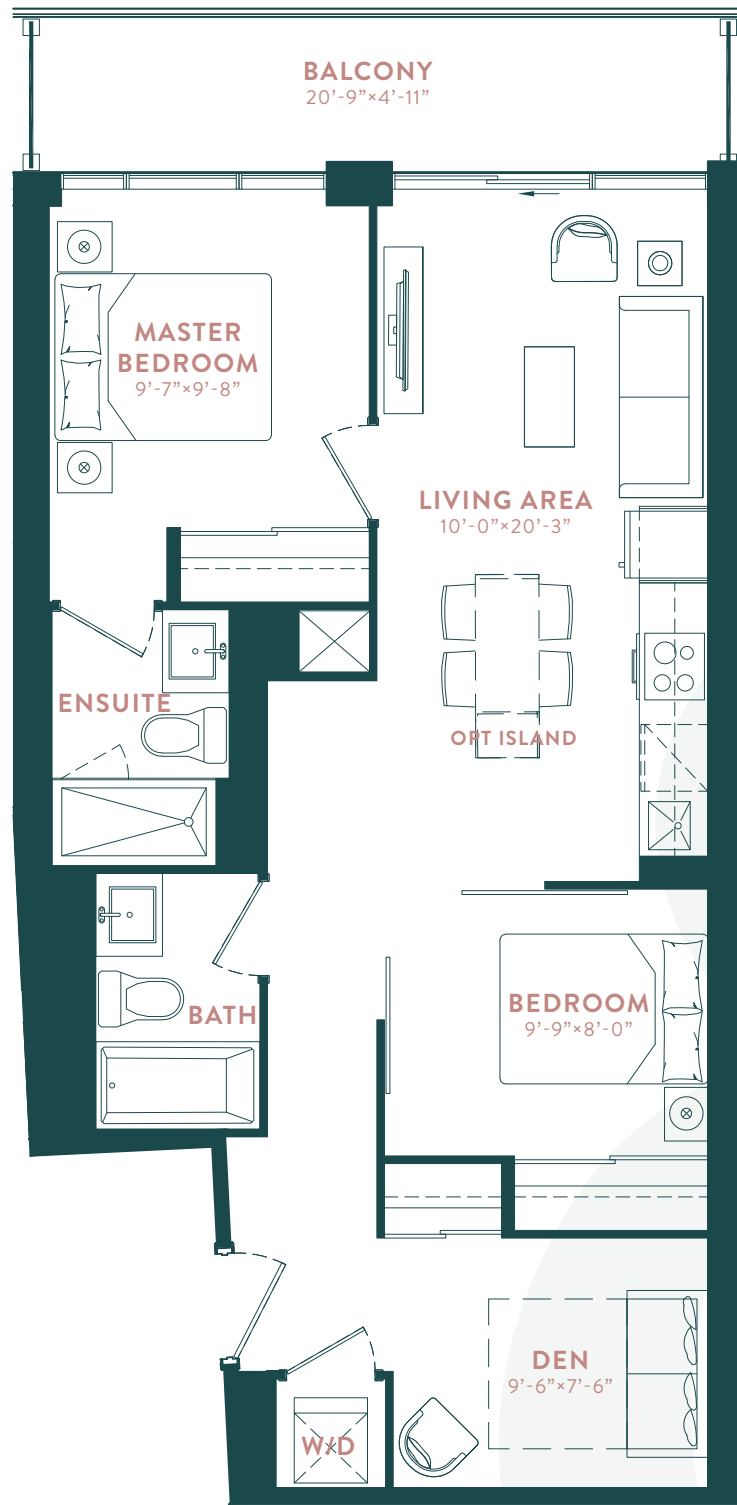 BALCONY
20’-9”×4’-11”
MASTER
BEDROOM
9’-7”×9’-8”
LIVING AREA
10’-0”×20’-3”
ENSUITE
OPT ISLAND
BEDROOM
9’-9”×8’-0”
BATH
DEN
9’-6”×7’-6”
W/D